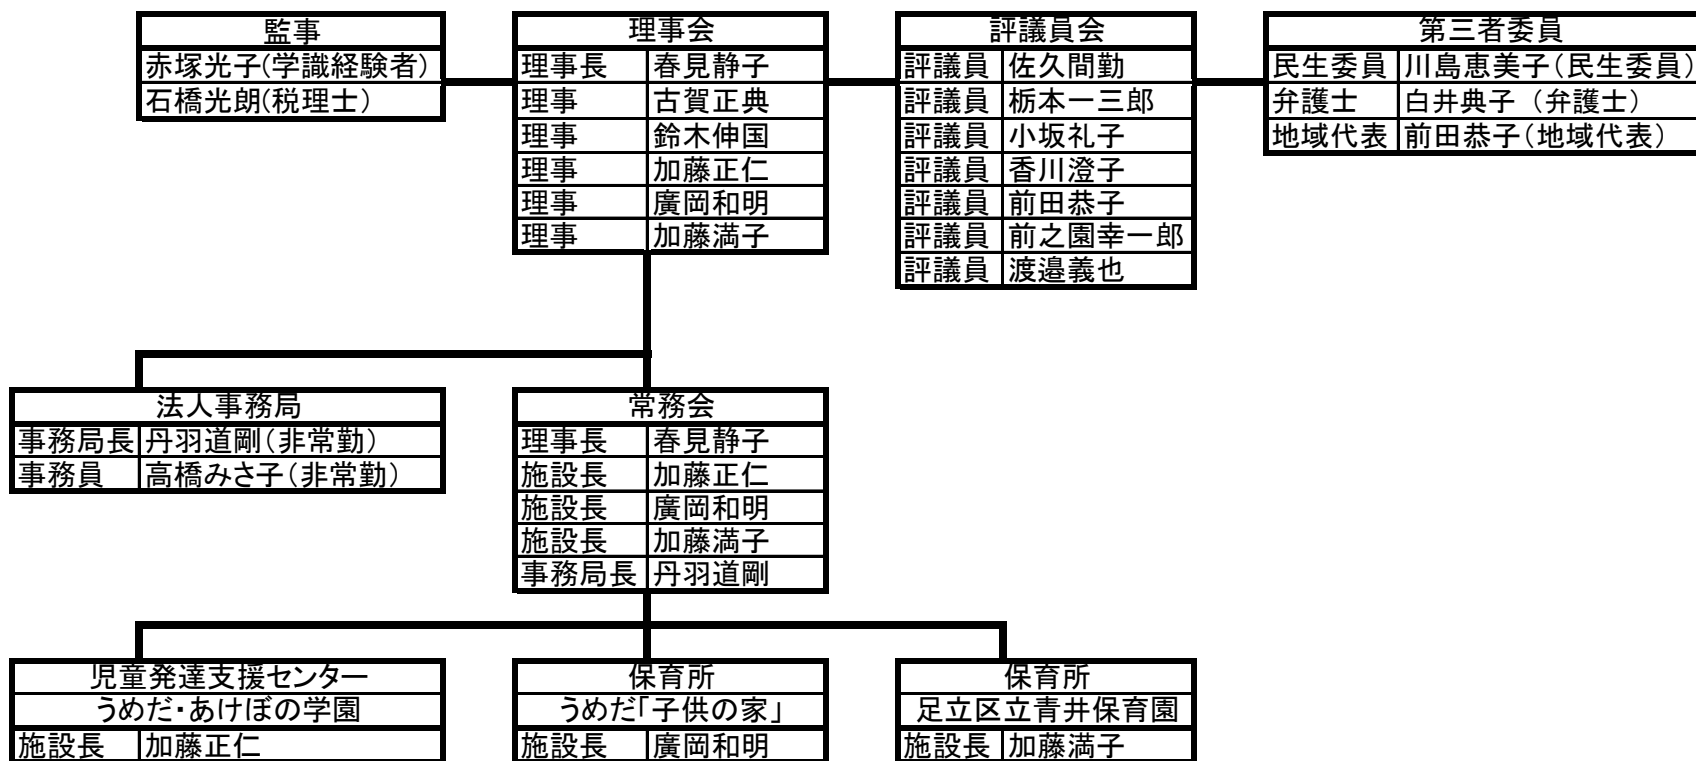 監事
赤塚光子(学識経験者)
石橋光朗(税理士)
理事会
理事長 春見静子
理事 古賀正典
理事 鈴木伸国
理事 加藤正仁
理事 廣岡和明
理事 加藤満子
評議員会
評議員 佐久間勤
評議員 栃本一三郎
評議員 小坂礼子
評議員 香川澄子
評議員 前田恭子
評議員 前之園幸一郎
評議員 渡邉義也
第三者委員
民生委員 川島恵美子(民生委員)
弁護士 白井典子 (弁護士)
地域代表 前田恭子(地域代表)
法人事務局
事務局長 丹羽道剛(非常勤)
事務員 高橋みさ子(非常勤)
常務会
理事長 春見静子
施設長 加藤正仁
施設長 廣岡和明
施設長 加藤満子
事務局長 丹羽道剛
児童発達支援センター
うめだ・あけぼの学園
施設長 加藤正仁
保育所
うめだ「子供の家」
施設長 廣岡和明
保育所
足立区立青井保育園
施設長 加藤満子